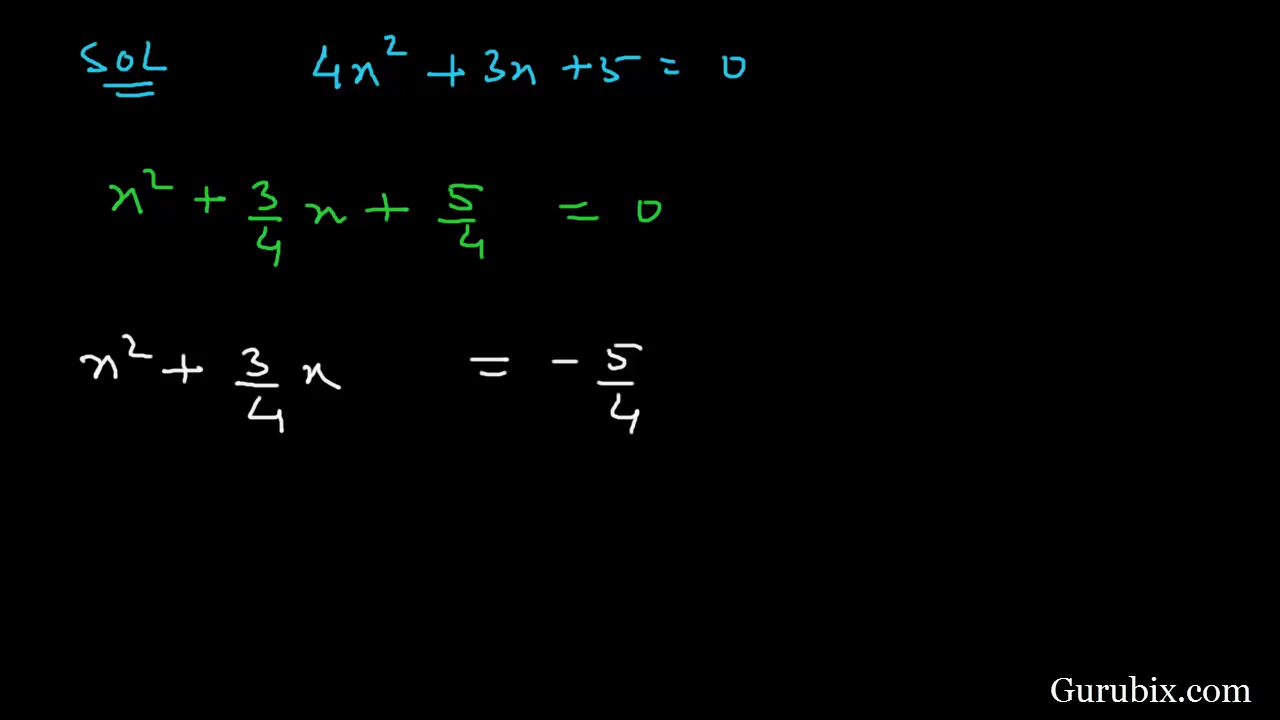 SOL 4x² + 3x + 5 = 0
x² + 3/4 x + 5/4 = 0
x² + 3/4 x = - 5/4
Gurubix.com